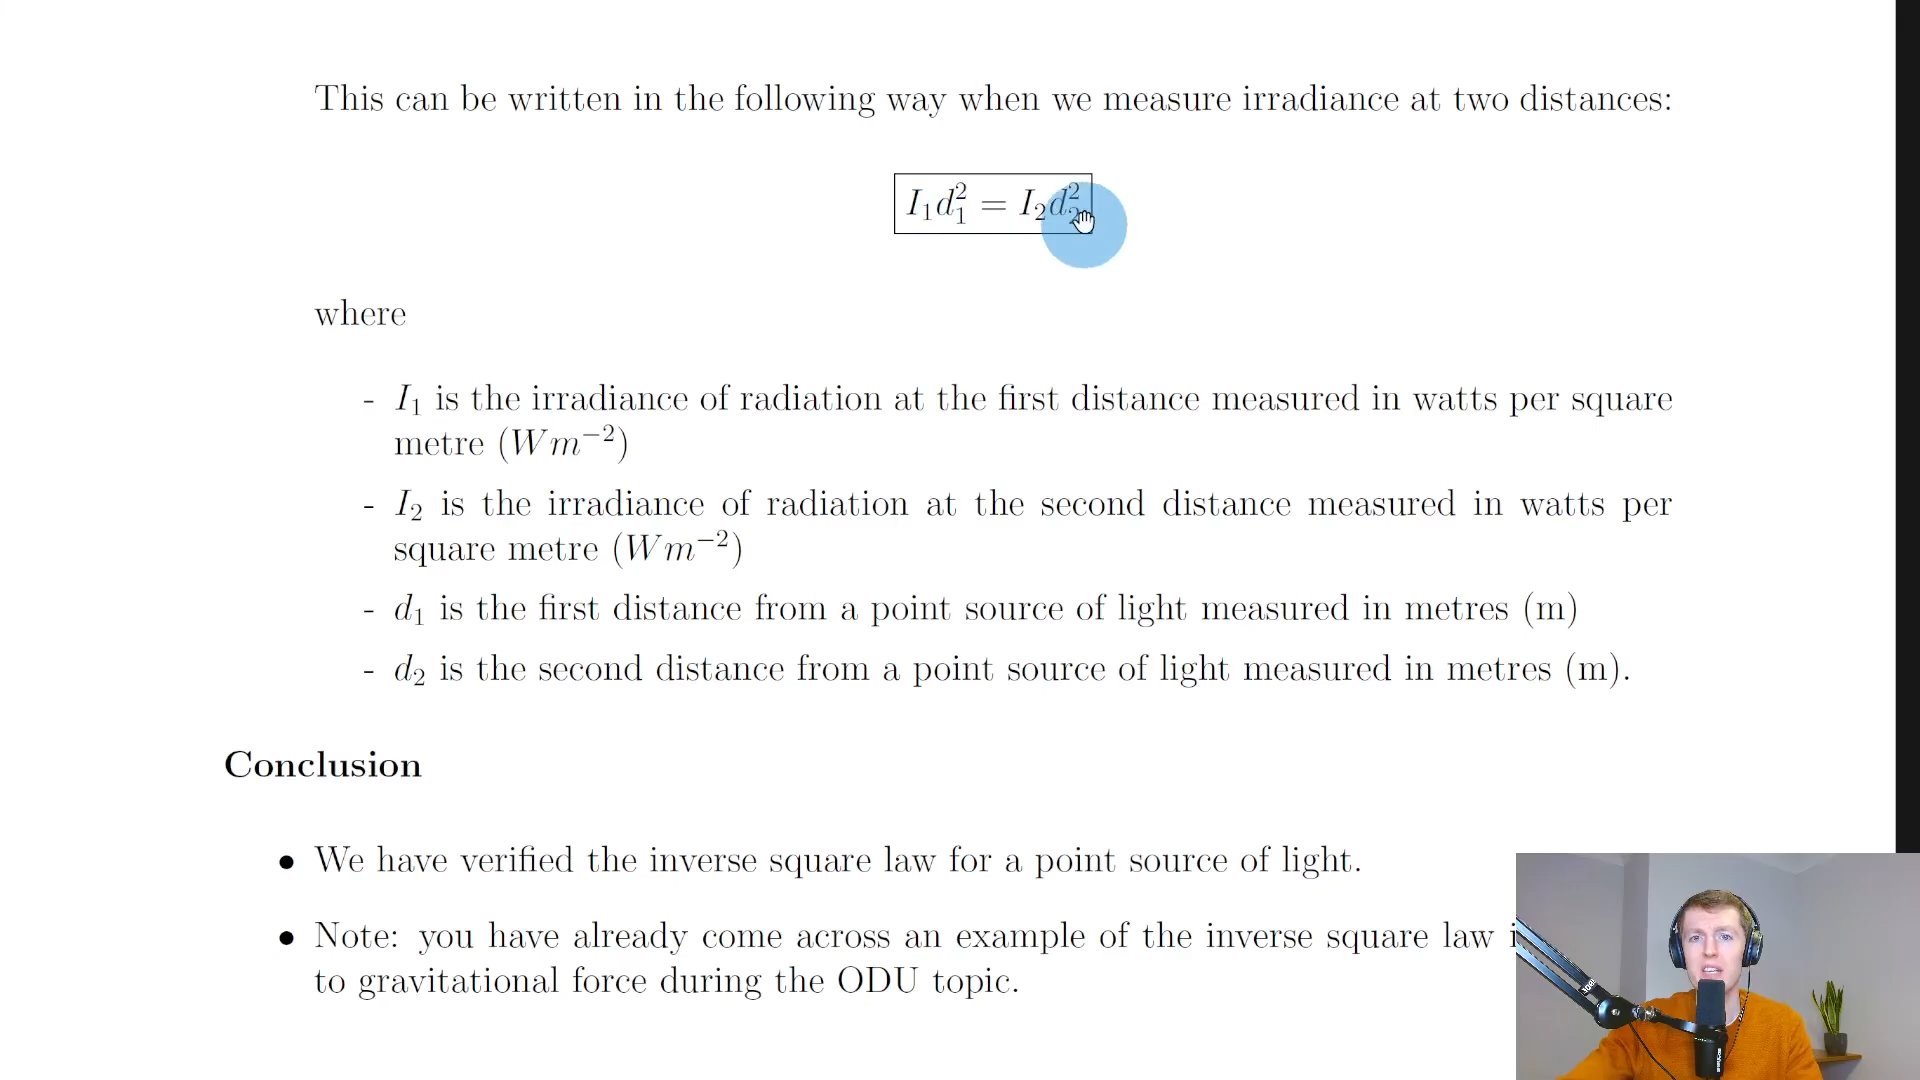 This can be written in the following way when we measure irradiance at two distances:
I₁d₁² = I₂d₂²
where
- I₁ is the irradiance of radiation at the first distance measured in watts per square
metre (Wm⁻²)
- I₂ is the irradiance of radiation at the second distance measured in watts per
square metre (Wm⁻²)
- d₁ is the first distance from a point source of light measured in metres (m)
- d₂ is the second distance from a point source of light measured in metres (m).
Conclusion
• We have verified the inverse square law for a point source of light.
• Note: you have already come across an example of the inverse square law
to gravitational force during the ODU topic.